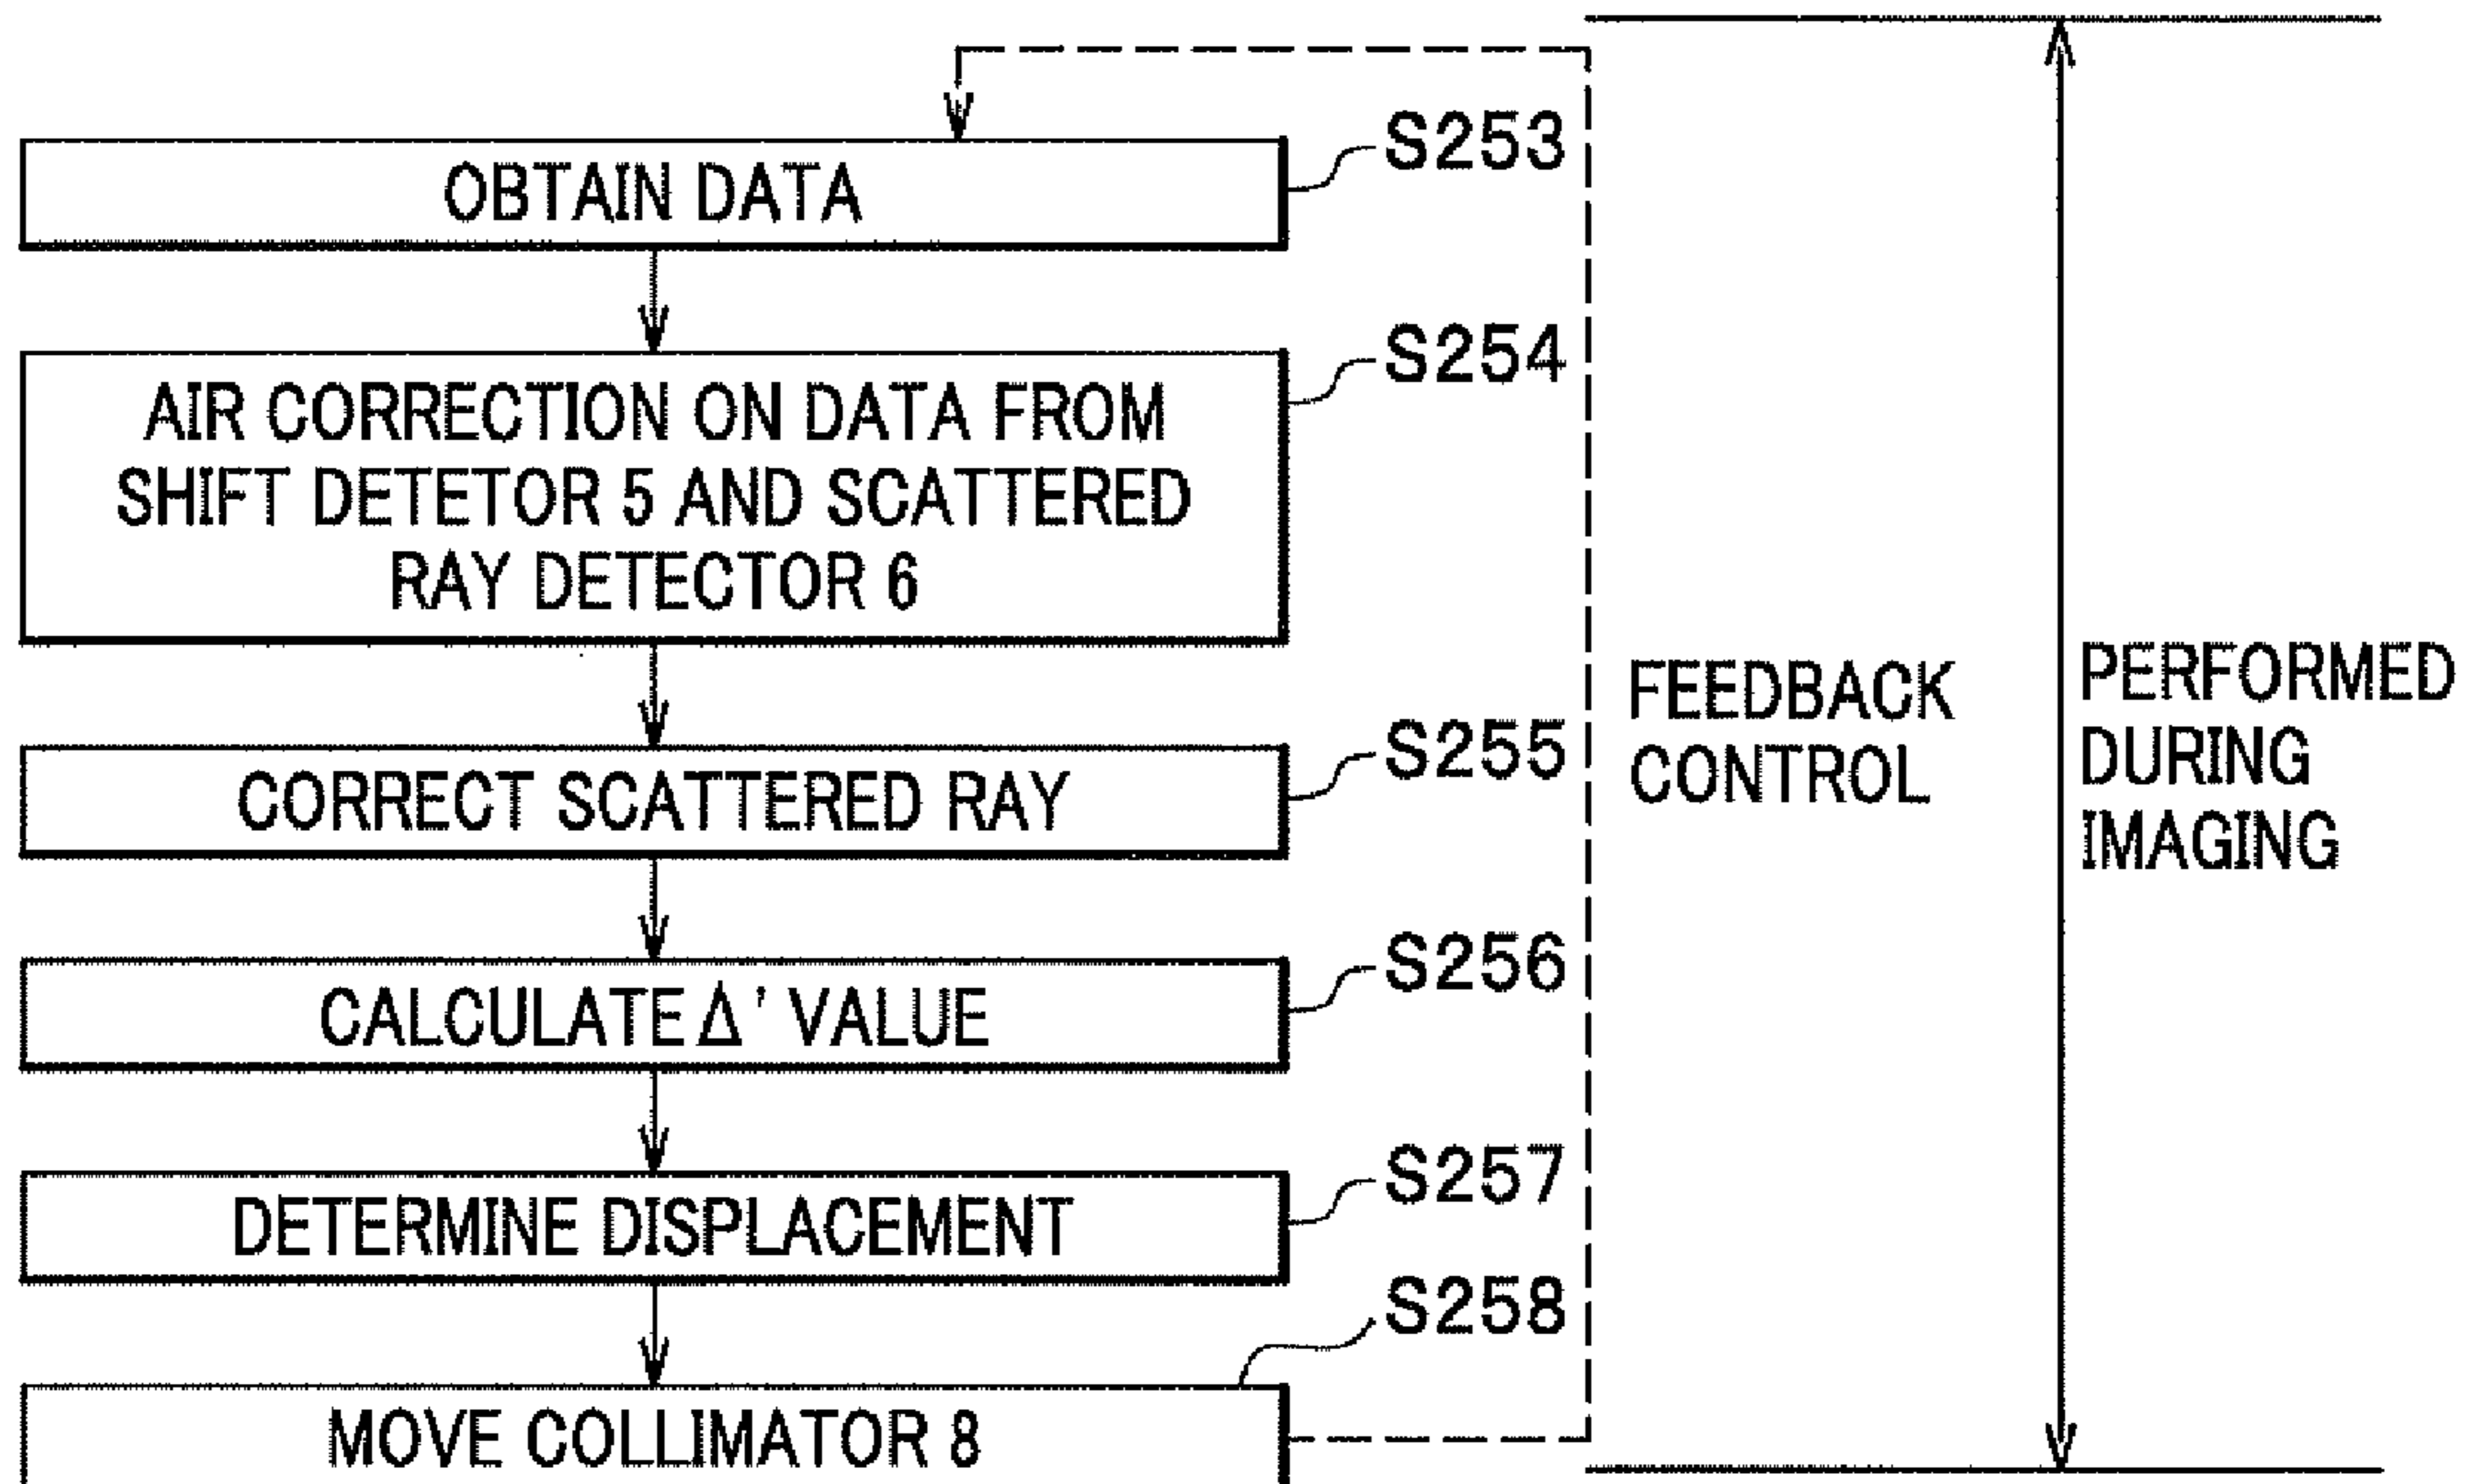 OBTAIN DATA
S253
AIR CORRECTION ON DATA FROM
SHIFT DETETOR 5 AND SCATTERED
RAY DETECTOR 6
S254
CORRECT SCATTERED RAY
S255
CALCULATE Δ' VALUE
S256
DETERMINE DISPLACEMENT
S257
MOVE COLLIMATOR 8
S258
FEEDBACK
CONTROL
PERFORMED
DURING
IMAGING